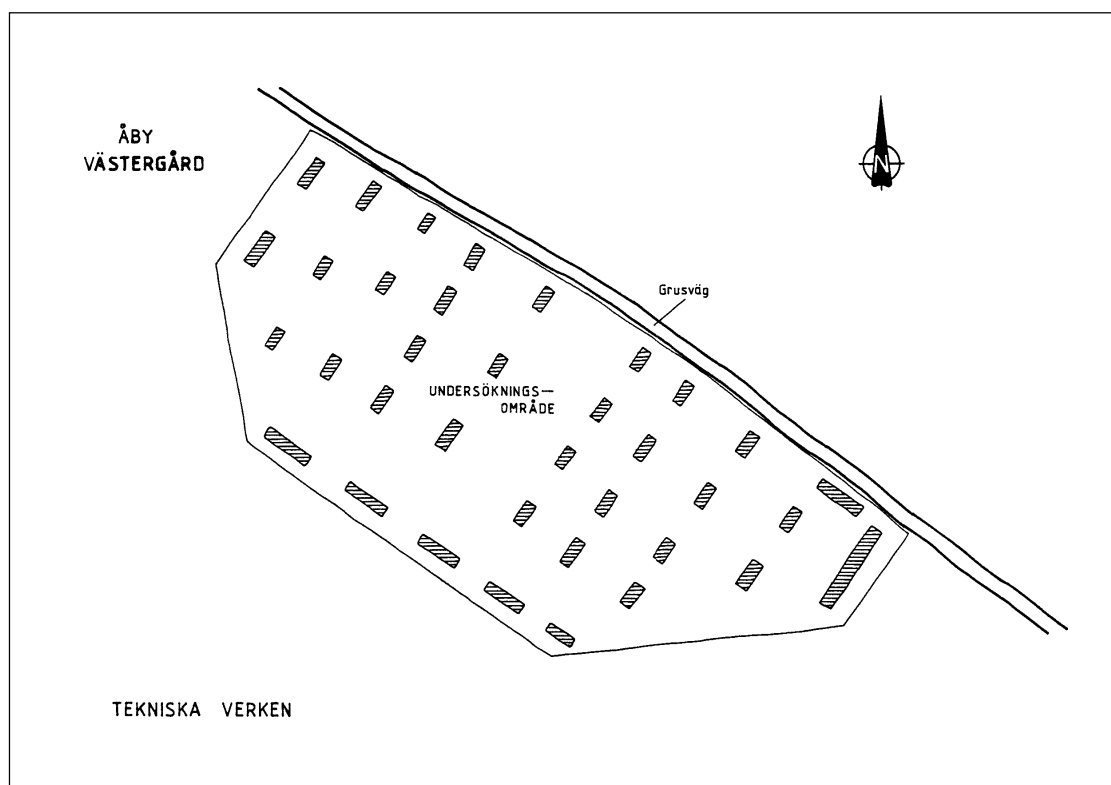 ÅBY
VÄSTERGÅRD
N
Grusväg
UNDERSÖKNINGS—
OMRÅDE
TEKNISKA VERKEN